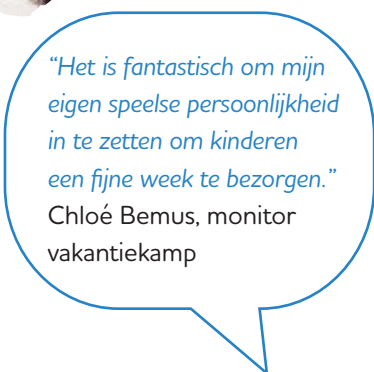 “Het is fantastisch om mijn
eigen speelse persoonlijkheid
in te zetten om kinderen
een fijne week te bezorgen.”
Chloé Bemus, monitor
vakantiekamp